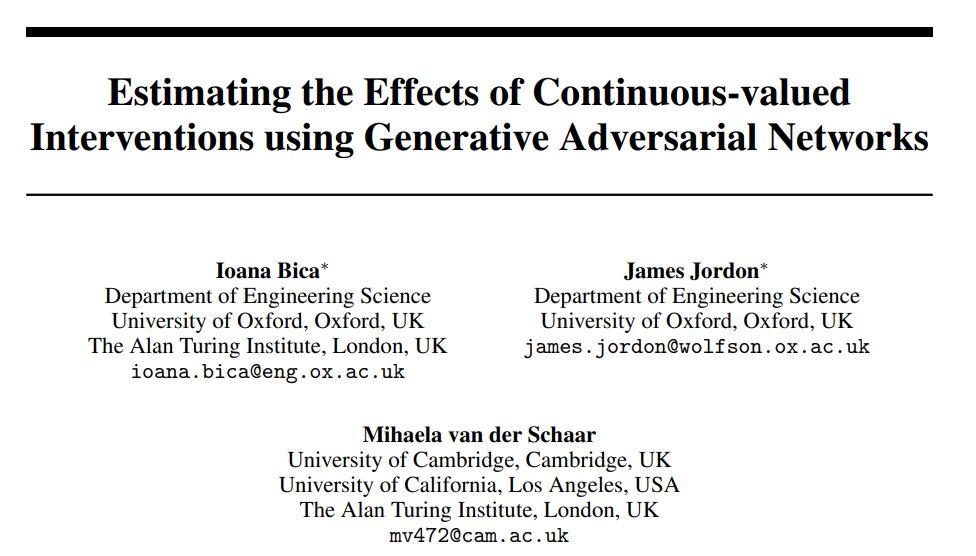 Estimating the Effects of Continuous-valued
Interventions using Generative Adversarial Networks
Ioana Bica*
Department of Engineering Science
University of Oxford, Oxford, UK
The Alan Turing Institute, London, UK
ioana.bica@eng.ox.ac.uk
James Jordon*
Department of Engineering Science
University of Oxford, Oxford, UK
james.jordon@wolfson.ox.ac.uk
Mihaela van der Schaar
University of Cambridge, Cambridge, UK
University of California, Los Angeles, USA
The Alan Turing Institute, London, UK
mv472@cam.ac.uk